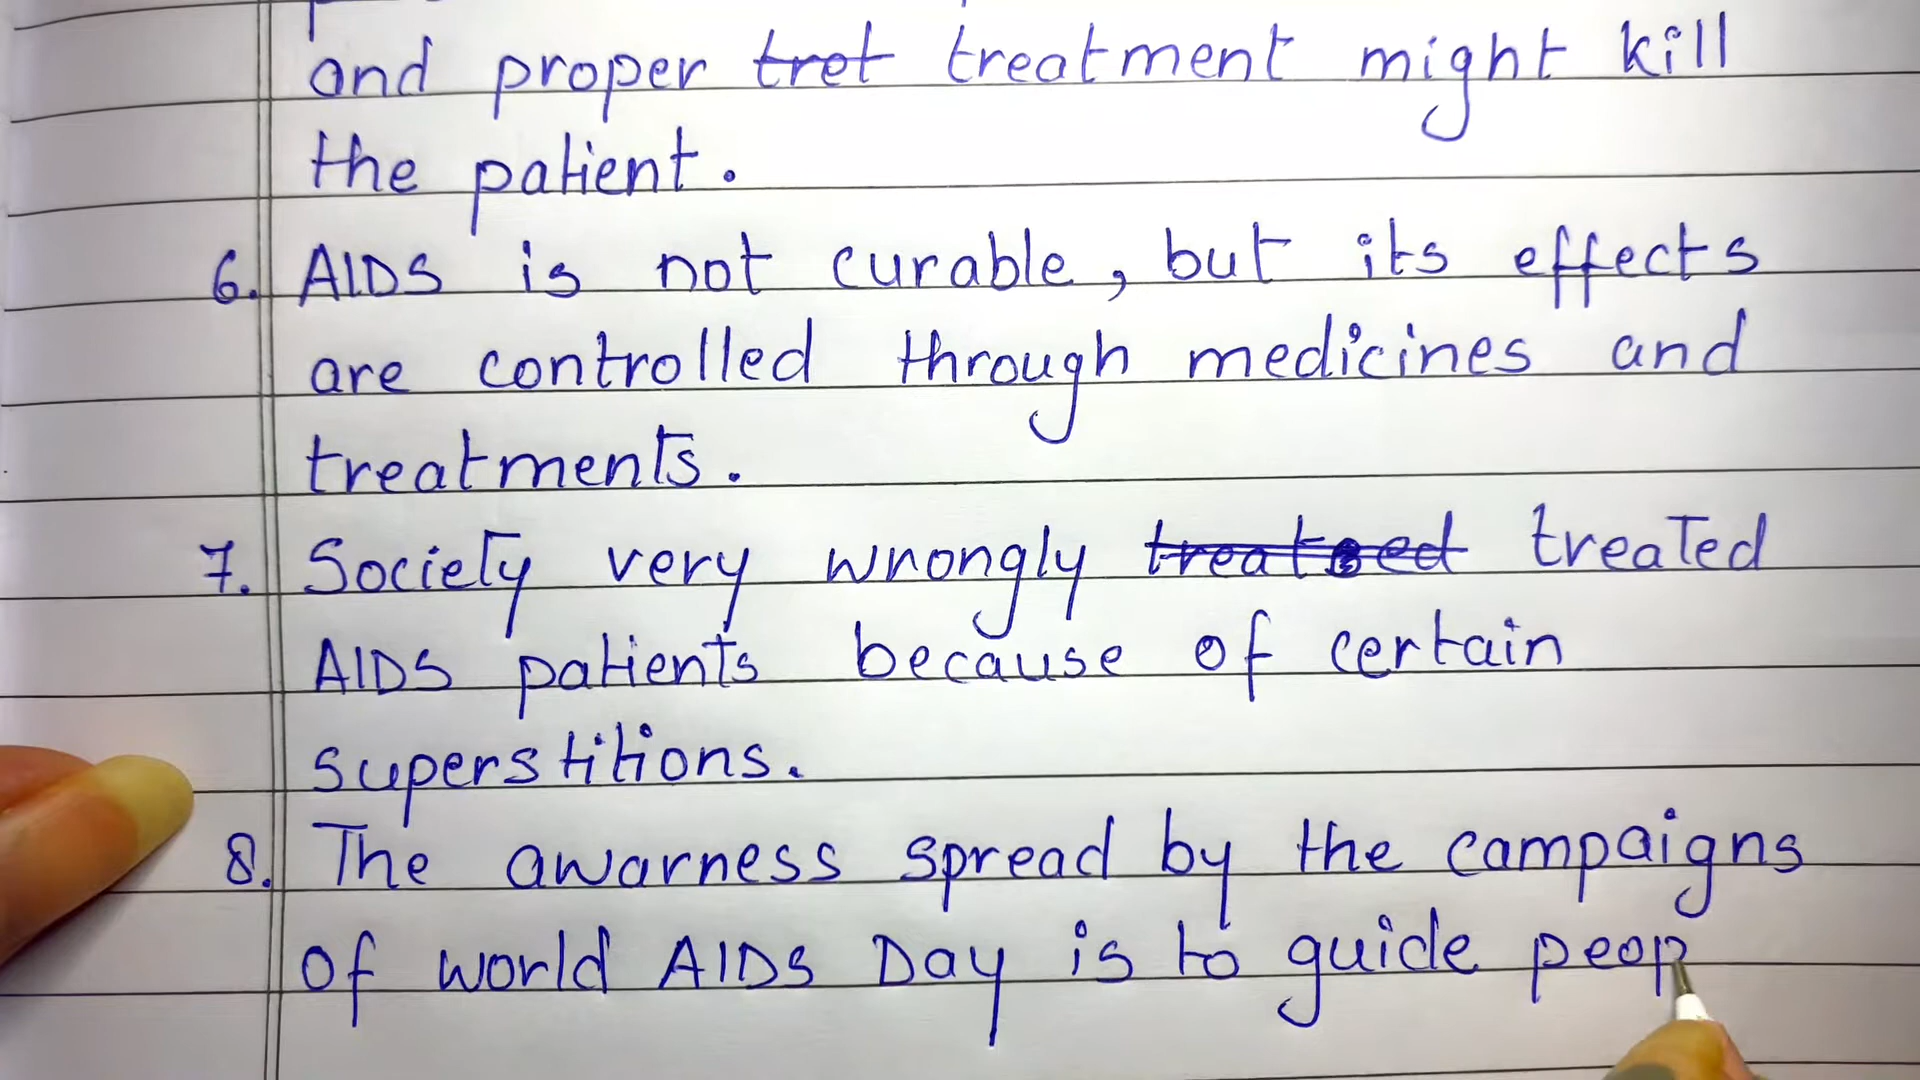 and proper tret treatment might kill
the patient.
6. AIDS is not curable, but its effects
are controlled through medicines and
treatments.
7. Society very wrongly treated treated
AIDS patients because of certain
superstitions.
8. The awarness spread by the campaigns
of world AIDS Day is to guide peop